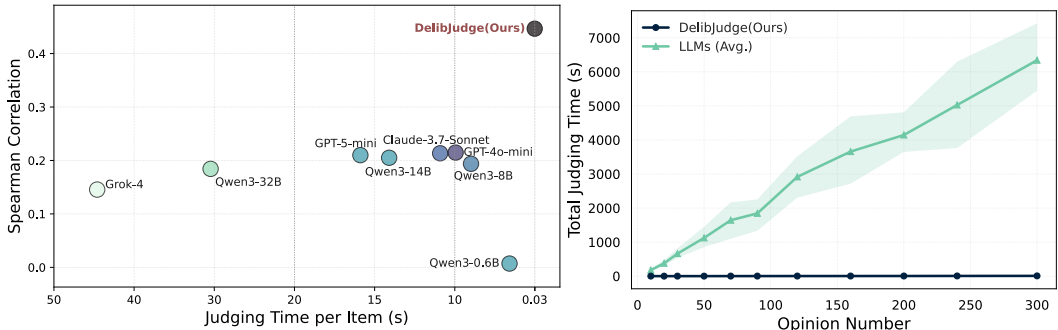 DelibJudge(Ours)
GPT-5-mini
Claude-3.7-Sonnet
GPT-4o-mini
Grok-4
Qwen3-32B
Qwen3-14B
Qwen3-8B
Qwen3-0.6B
Spearman Correlation
0.4
0.3
0.2
0.1
0.0
50 40 30 20 15 10 0.03
Judging Time per Item (s)
DelibJudge(Ours)
LLMs (Avg.)
Total Judging Time (s)
7000
6000
5000
4000
3000
2000
1000
0
0 50 100 150 200 250 300
Opinion Number